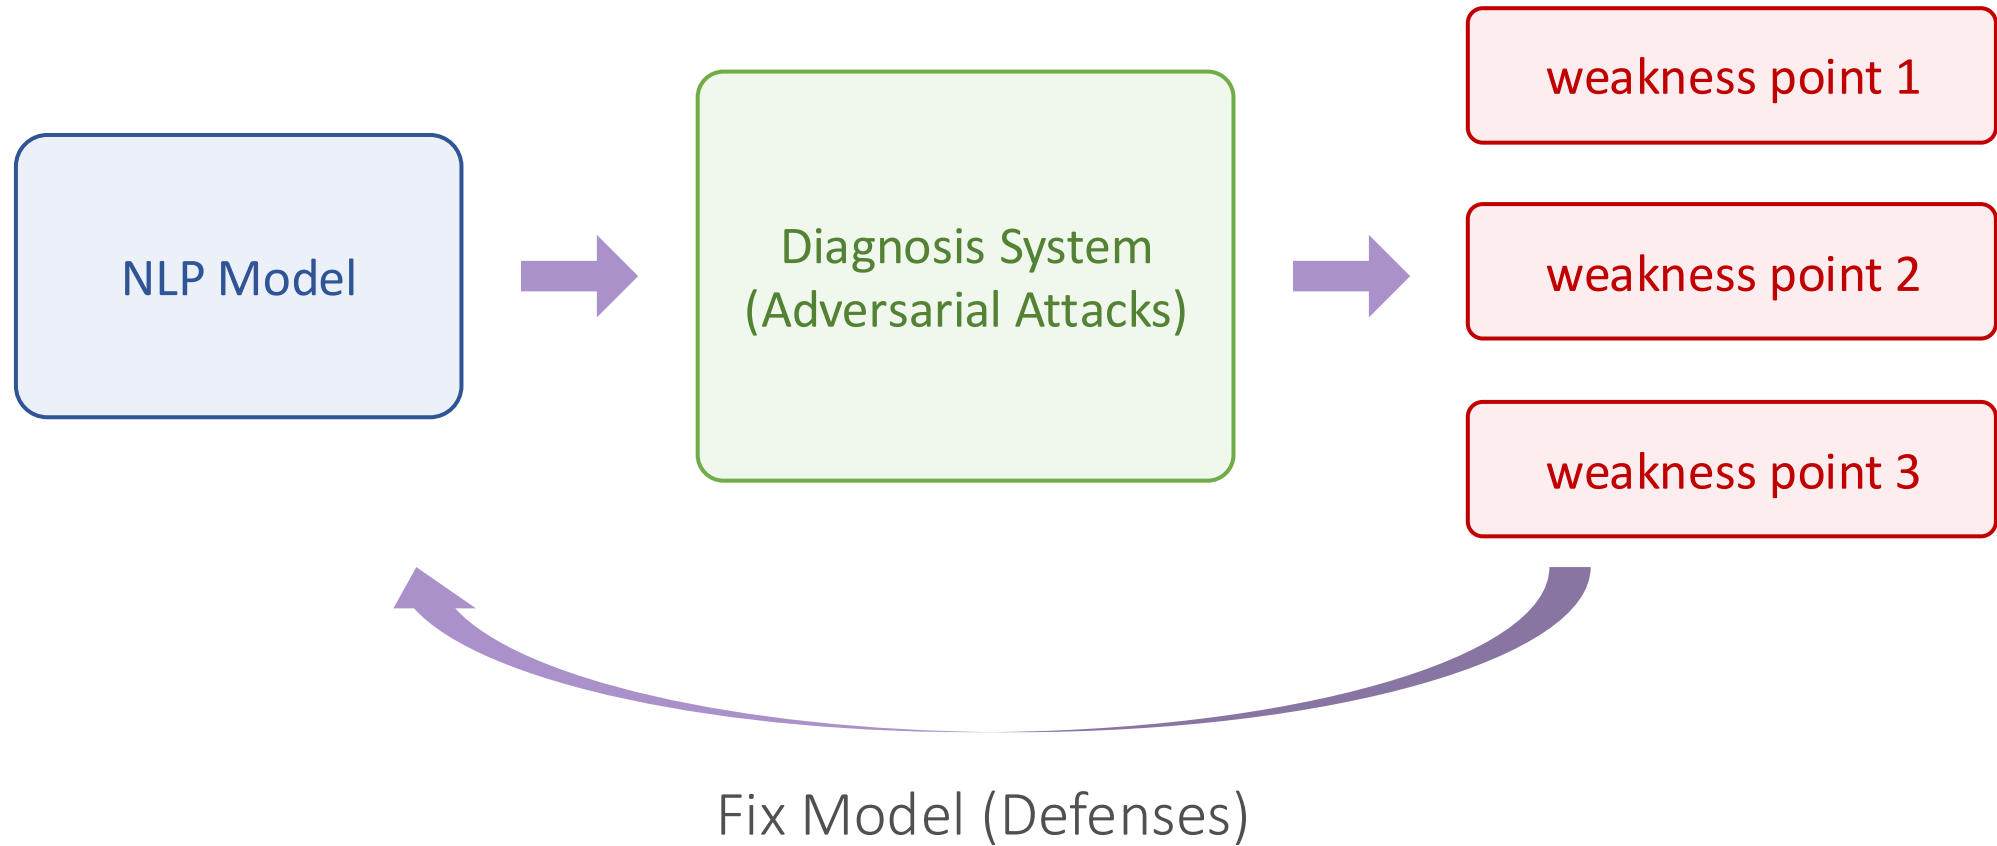 NLP Model
Diagnosis System
(Adversarial Attacks)
weakness point 1
weakness point 2
weakness point 3
Fix Model (Defenses)